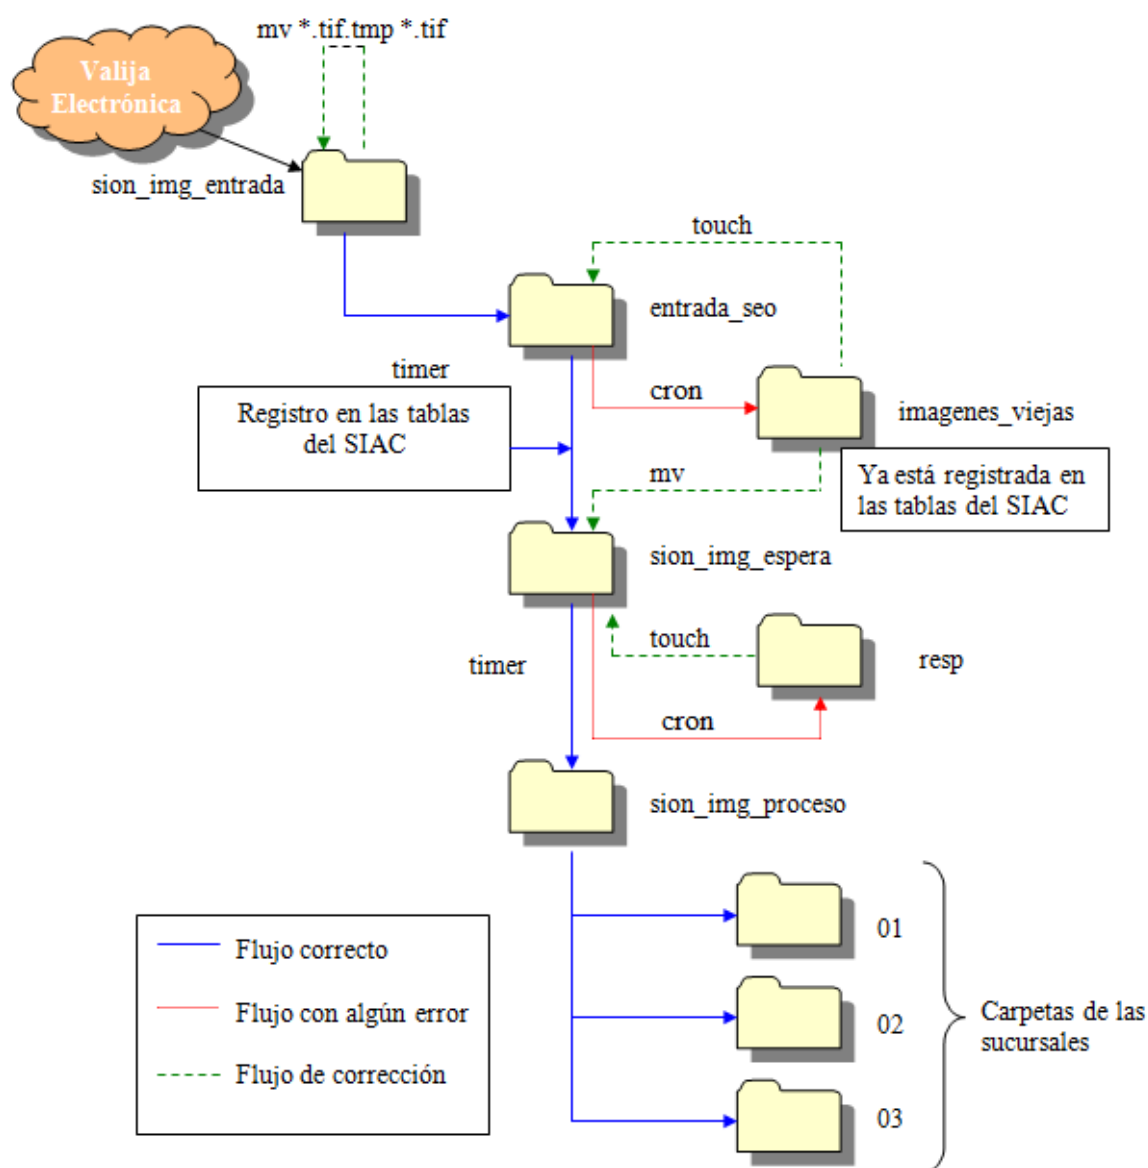 mv *.tif.tmp *.tif
Valija
Electrónica
sion_img_entrada
touch
entrada_seo
timer
cron
Registro en las tablas
del SIAC
imagenes_viejas
mv
Ya está registrada en
las tablas del SIAC
sion_img_espera
touch
timer
resp
cron
sion_img_proceso
01
Flujo correcto
Flujo con algún error
02
Carpetas de las
sucursales
Flujo de corrección
03